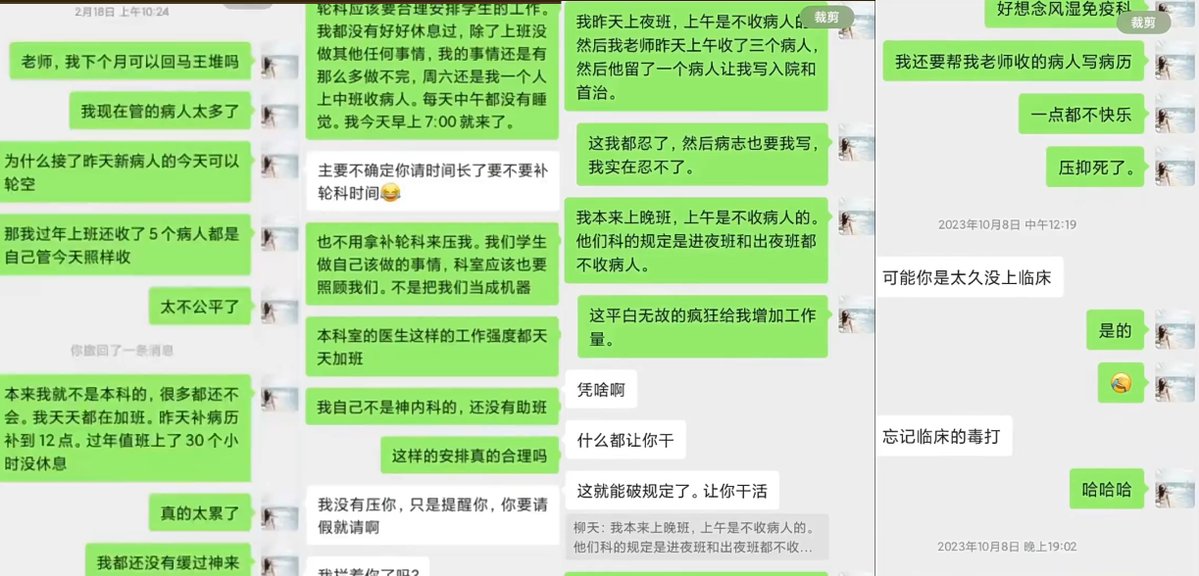 2月18日 上午10:24
老师，我下个月可以回马王堆吗
我现在管的病人太多了
为什么接了昨天新病人的今天可以
轮空
那我过年上班还收了5个病人都是
自己管今天照样收
太不公平了
你撤回了一条消息
本来我就不是本科的，很多都还不
会。我天天都在加班。昨天补病历
补到12点。过年值班上了30个小
时没休息
真的太累了
我都还没有缓过神来
轮科应该要合理安排学生的工作。
我都没有好好休息过，除了上班没
做其他任何事情，我的事情还是有
那么多做不完，周六还是我一个人
上中班收病人。每天中午都没有睡
觉。我今天早上7:00就来了。
主要不确定你请时间长了要不要补
轮科时间😂
也不用拿补轮科来压我。我们学生
做自己该做的事情，科室应该也要
照顾我们。不是把我们当成机器
本科室的医生这样的工作强度都天
天加班
我自己不是神内科的，还没有助班
这样的安排真的合理吗
我没有压你，只是提醒你，你要请
假就请啊
我拦着你了吗？
裁剪
我昨天上夜班，上午是不收病人的。
然后我老师昨天上午收了三个病人，
然后他留了一个病人让我写入院和
首治。
这我都忍了，然后病志也要我写，
我实在忍不了。
我本来上晚班，上午是不收病人的。
他们科的规定是进夜班和出夜班都
不收病人。
这平白无故的疯狂给我增加工作
量。
凭啥啊
什么都让你干
这就能破规定了。让你干活
柳天：我本来上晚班，上午是不收病人的。
他们科的规定是进夜班和出夜班都不收...
好想念风湿免疫科
裁剪
我还要帮我老师收的病人写病历
一点都不快乐
压抑死了。
2023年10月8日 中午12:19
可能你是太久没上临床
是的
忘记临床的毒打
哈哈哈
2023年10月8日 晚上19:02